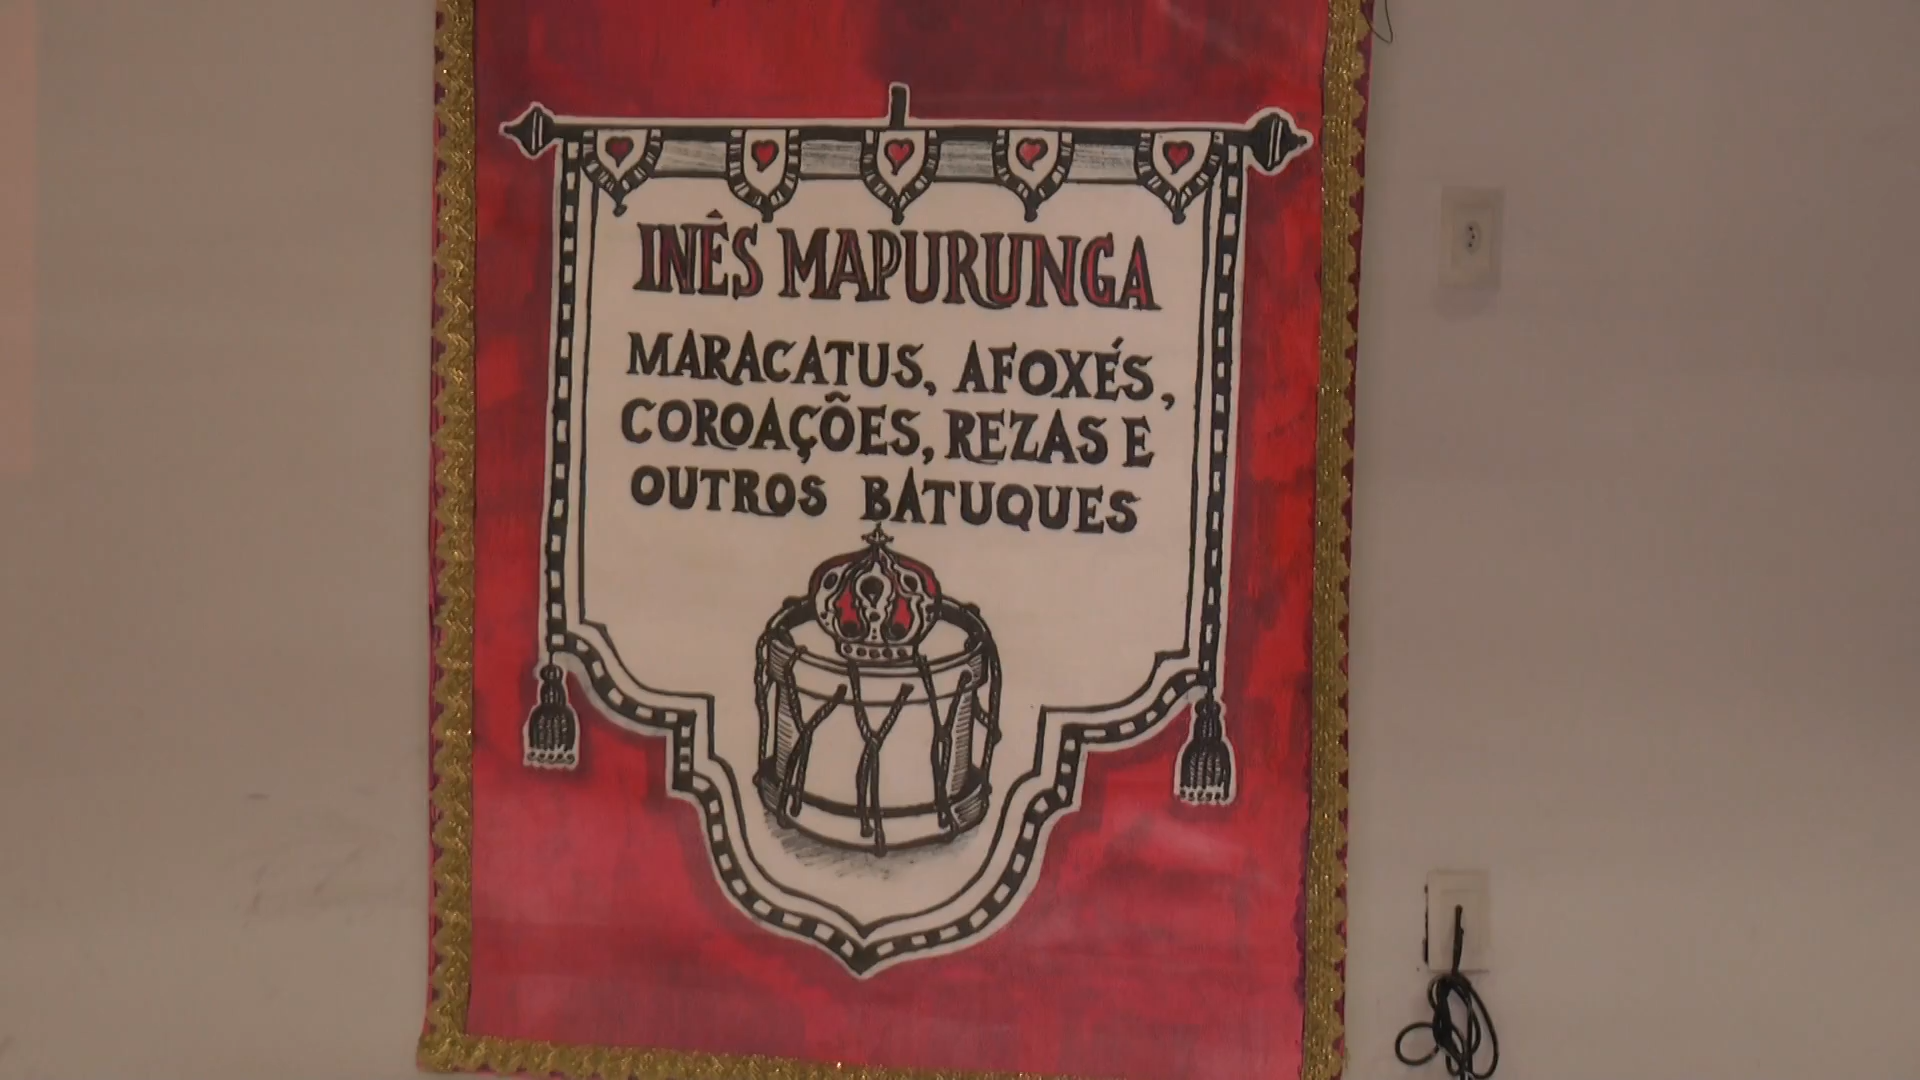 INÊS MAPURUNGA
MARACATUS, AFOXÉS,
COROAÇÕES, REZAS E
OUTROS BATUQUES